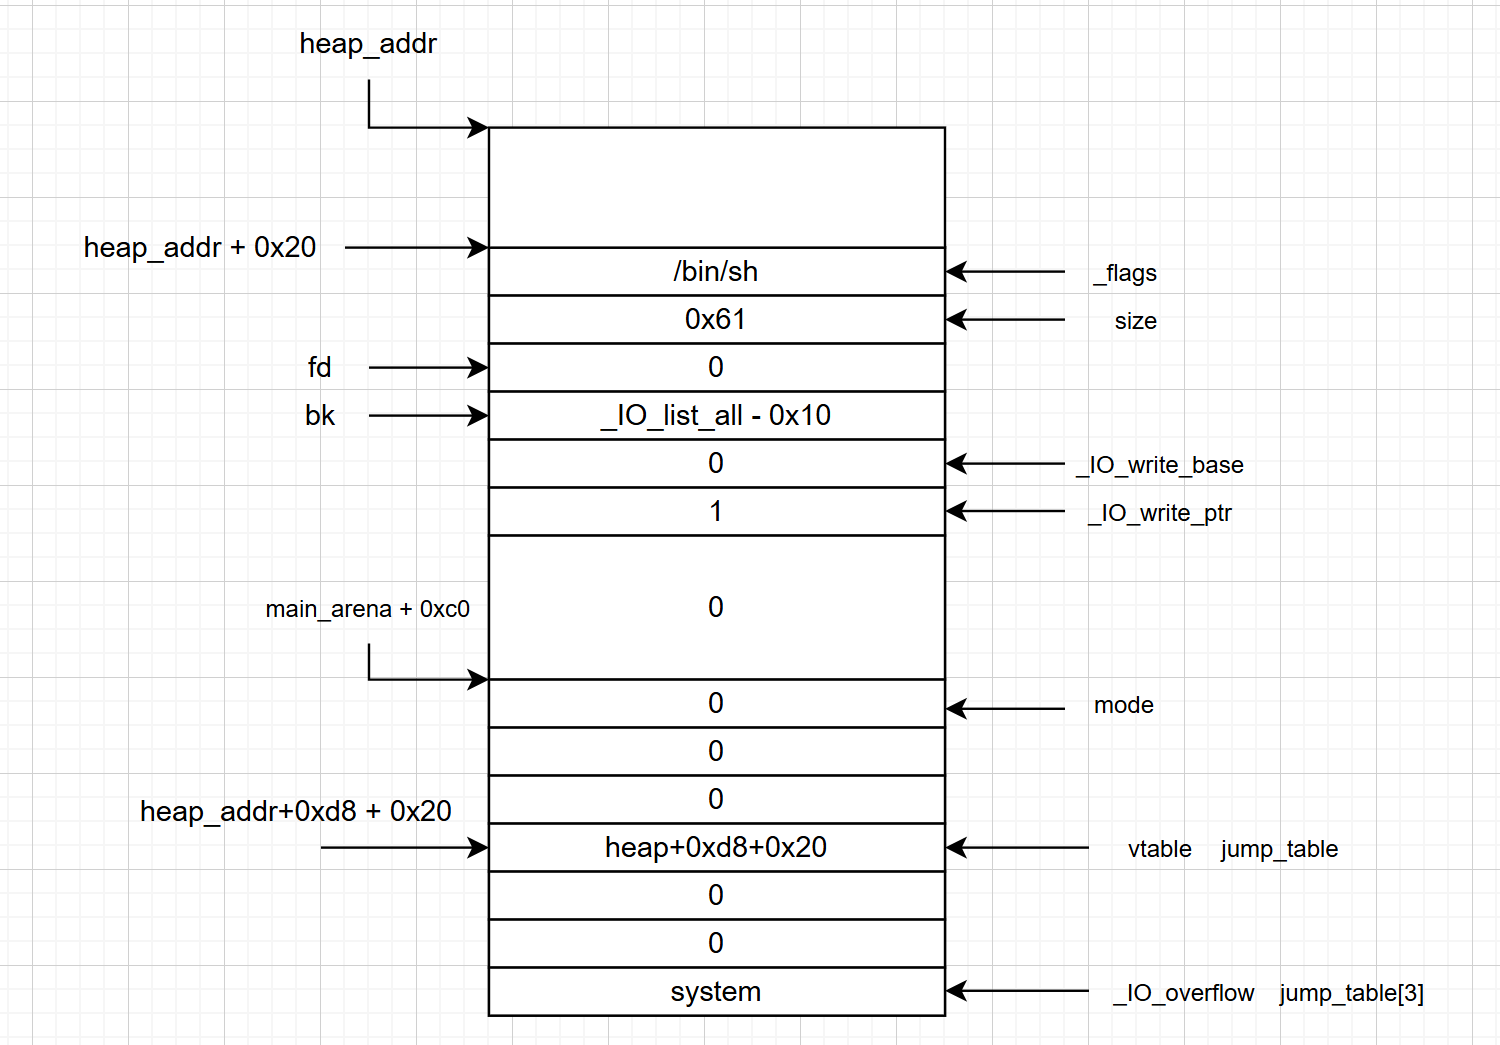 heap_addr
heap_addr + 0x20
/bin/sh
_flags
0x61
size
fd
0
bk
_IO_list_all - 0x10
0
_IO_write_base
1
_IO_write_ptr
main_arena + 0xc0
0
0
mode
0
0
heap_addr+0xd8 + 0x20
heap+0xd8+0x20
vtable jump_table
0
0
system
_IO_overflow jump_table[3]